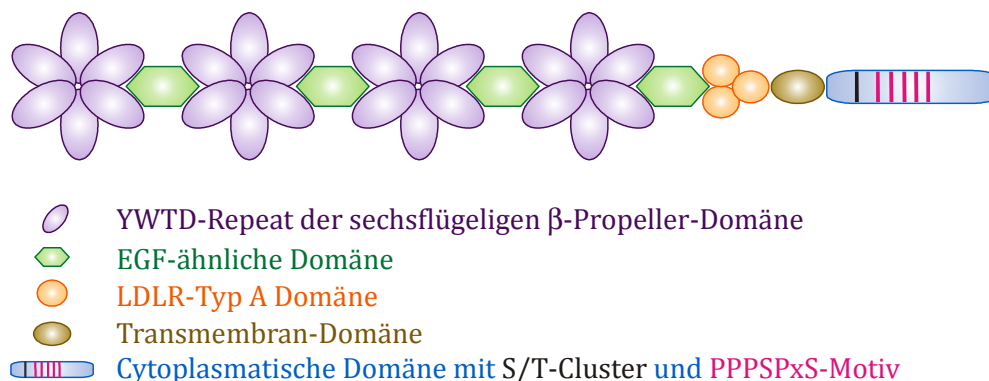 YWTD-Repeat der sechsflügeligen β-Propeller-Domäne
EGF-ähnliche Domäne
LDLR-Typ A Domäne
Transmembran-Domäne
Cytoplasmatische Domäne mit S/T-Cluster und PPPSPxS-Motiv